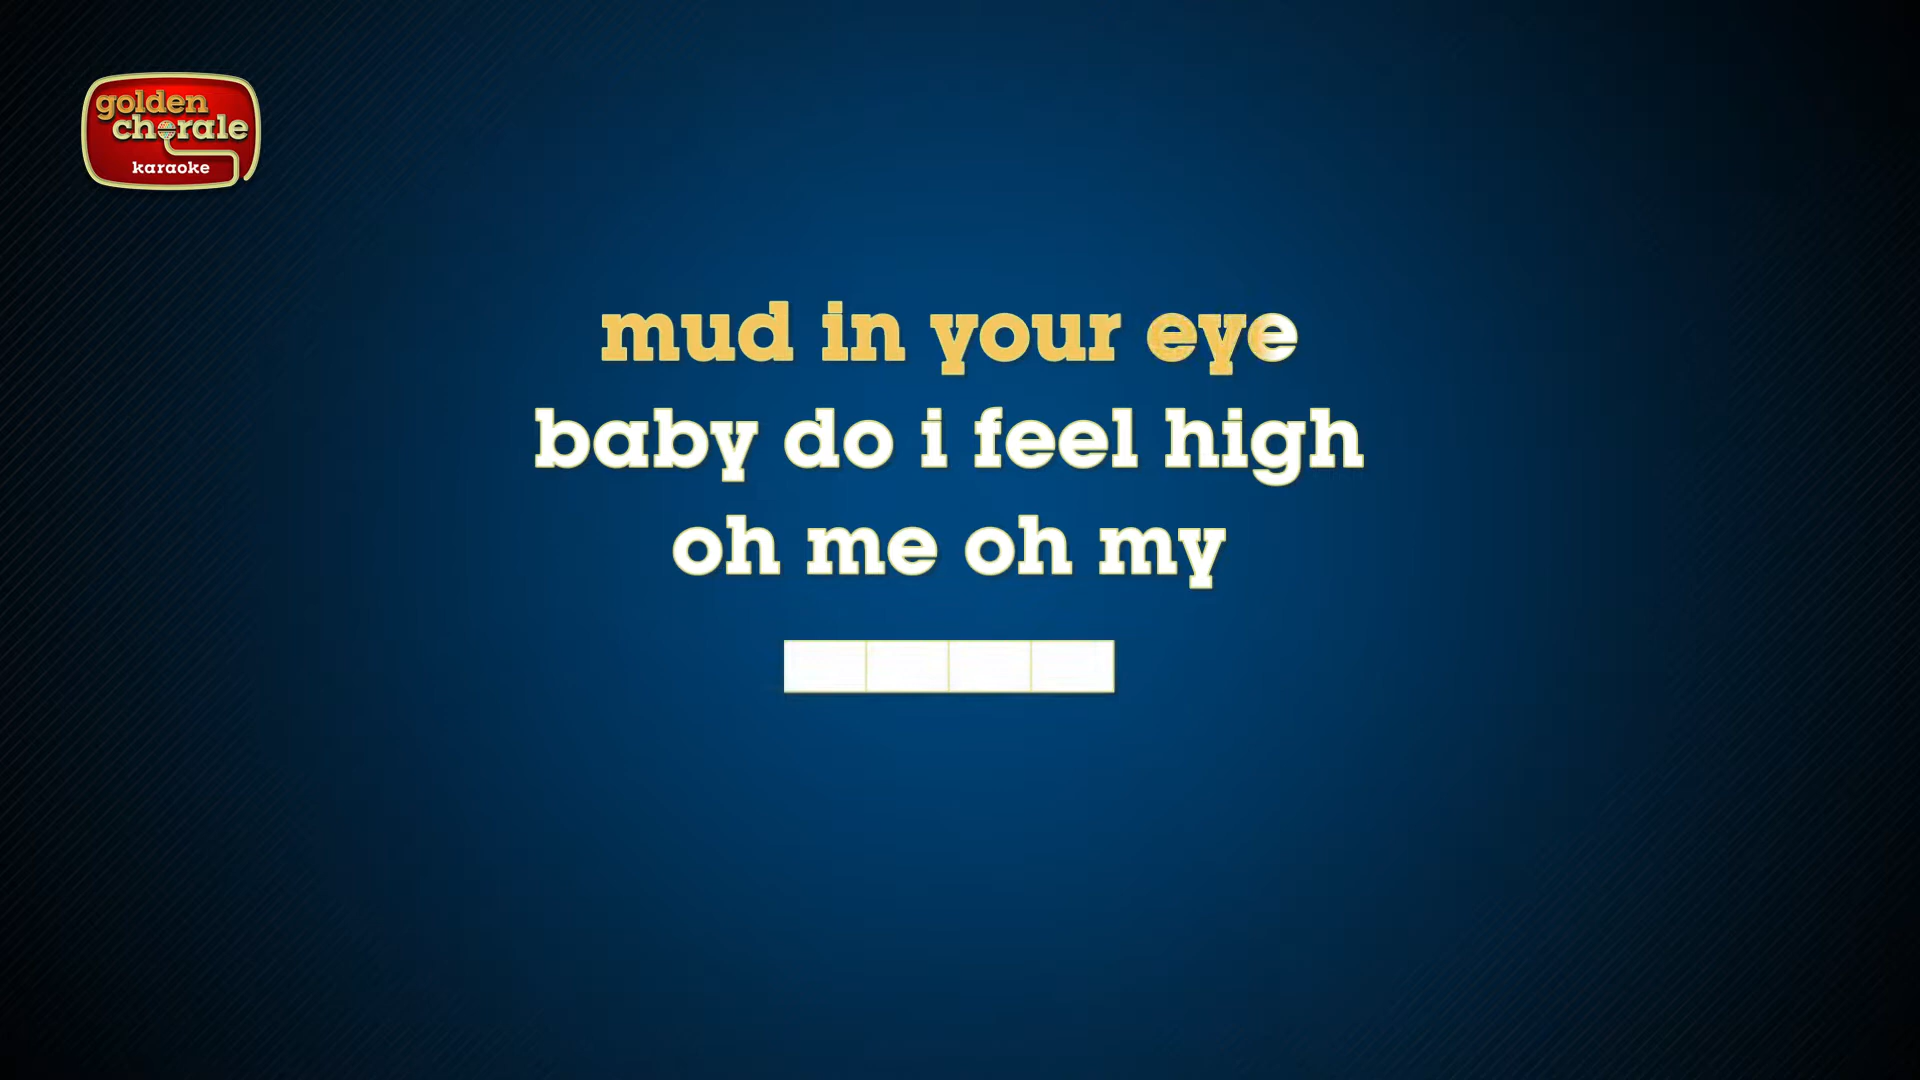 golden
chorale
karaoke
mud in your eye
baby do i feel high
oh me oh my